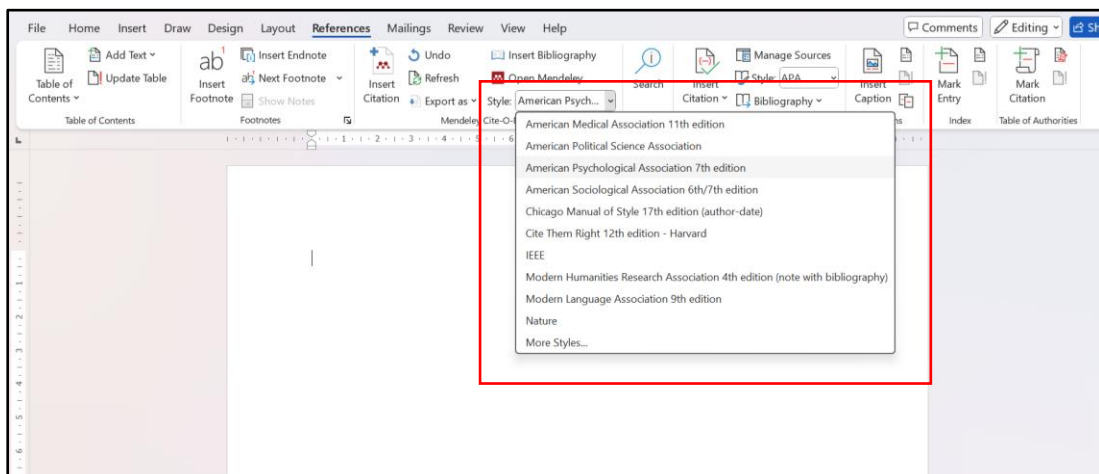 File Home Insert Draw Design Layout References Mailings Review View Help Comments Editing
Add Text Insert Endnote Undo Insert Bibliography Manage Sources
Update Table Next Footnote Refresh Open Mendeley Style: APA
Table of Contents Insert Footnote Show Notes Insert Citation Export as Style: American Psych... Search Insert Citation Bibliography Insert Caption Mark Entry Mark Citation
Table of Contents Footnotes Mendeley Cite-O- Index Table of Authorities
American Medical Association 11th edition
American Political Science Association
American Psychological Association 7th edition
American Sociological Association 6th/7th edition
Chicago Manual of Style 17th edition (author-date)
Cite Them Right 12th edition - Harvard
IEEE
Modern Humanities Research Association 4th edition (note with bibliography)
Modern Language Association 9th edition
Nature
More Styles...